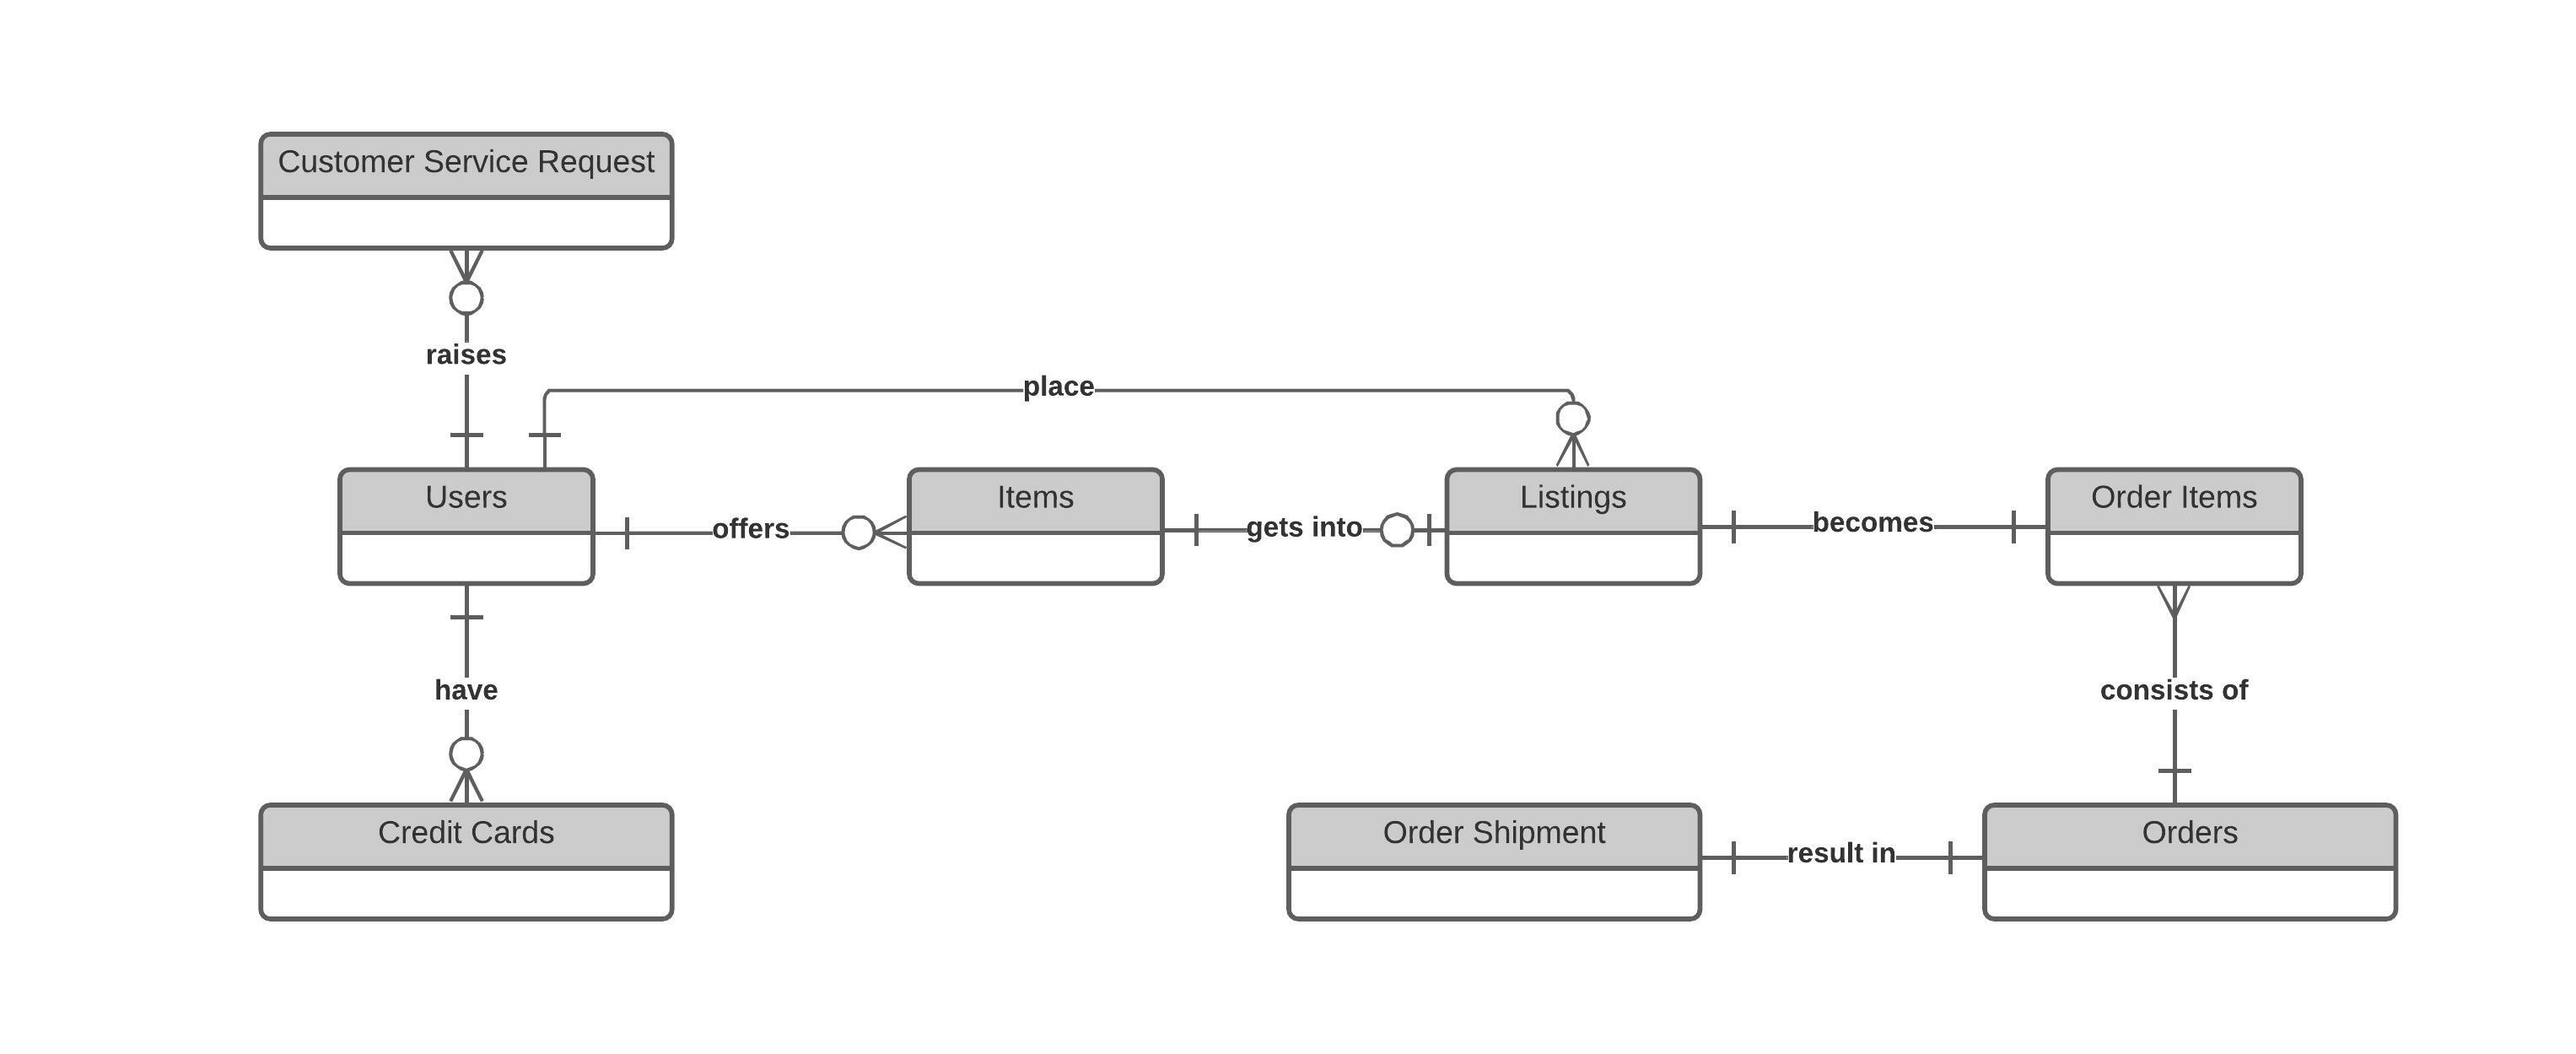 Customer Service Request
raises
place
Users
offers
Items
gets into
Listings
becomes
Order Items
have
consists of
Credit Cards
Order Shipment
result in
Orders